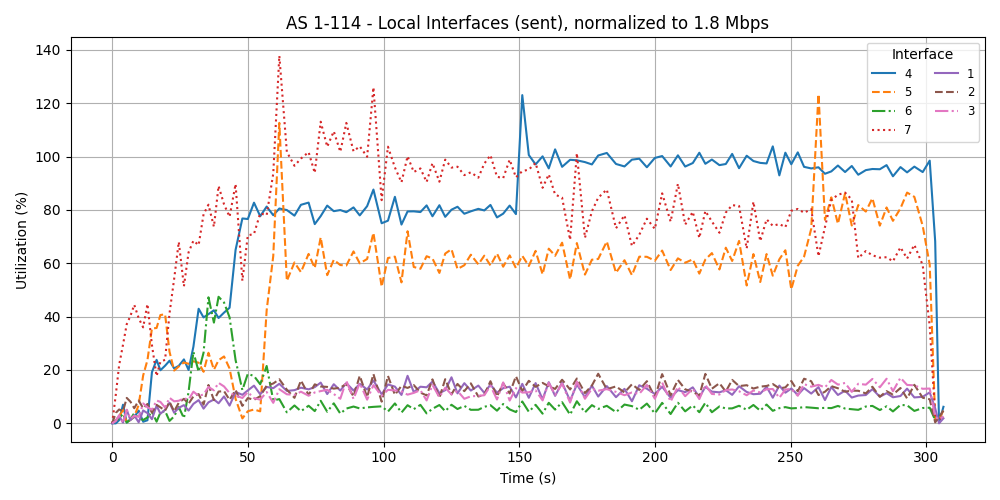 AS 1-114 - Local Interfaces (sent), normalized to 1.8 Mbps
Utilization (%)
140
120
100
80
60
40
20
0
0 50 100 150 200 250 300
Time (s)
Interface
4 1
5 2
6 3
7